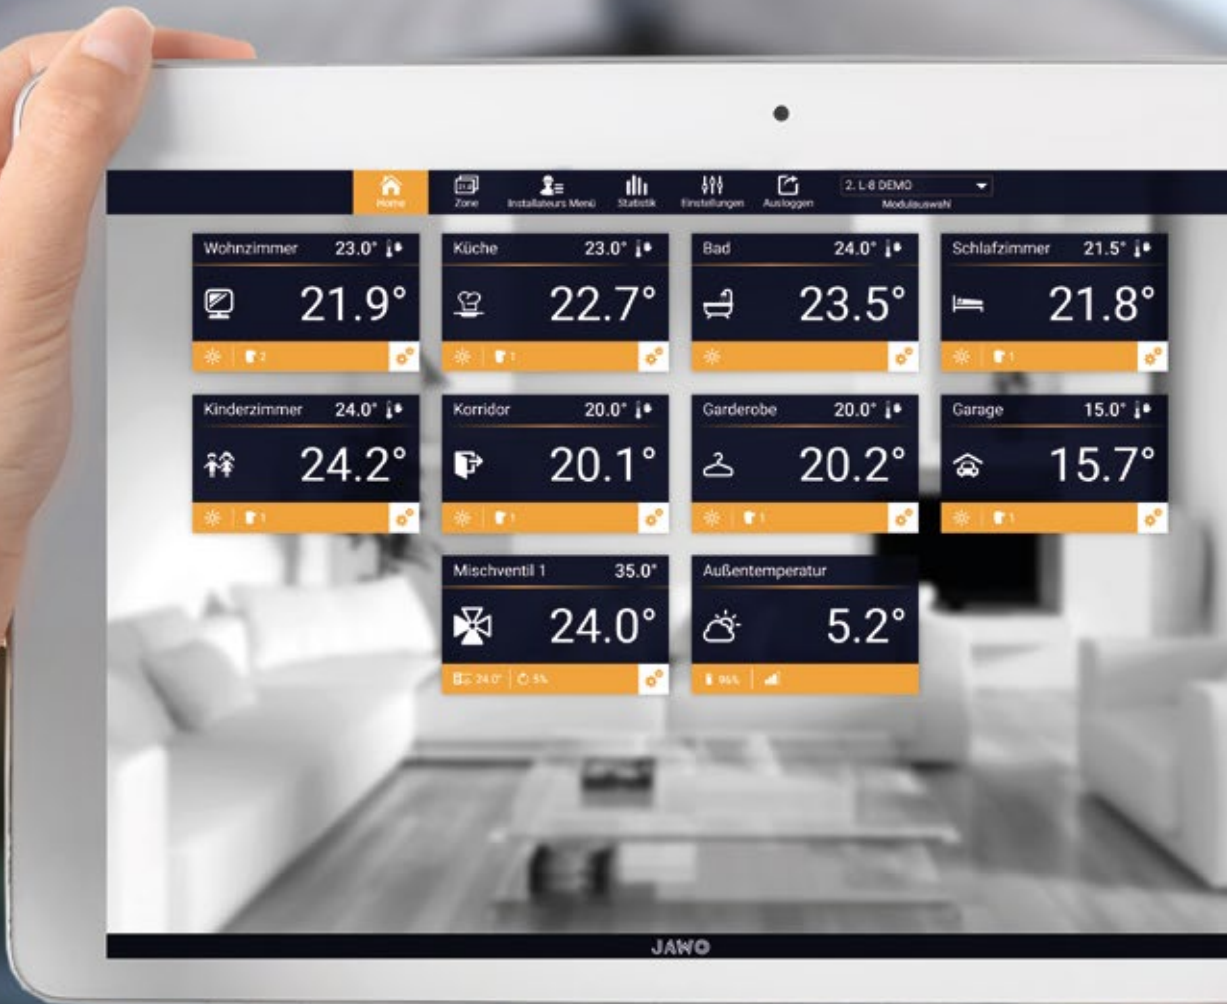 Home
Zone
Installateurs Menü
Statistik
Einstellungen
Ausloggen
2. L-8 DEMO
Modulauswahl
Wohnzimmer 23.0°
21.9°
2
Küche 23.0°
22.7°
1
Bad 24.0°
23.5°
Schlafzimmer 21.5°
21.8°
1
Kinderzimmer 24.0°
24.2°
1
Korridor 20.0°
20.1°
1
Garderobe 20.0°
20.2°
1
Garage 15.0°
15.7°
1
Mischventil 1 35.0°
24.0°
24.0° 5%
Außentemperatur
5.2°
96%
JAWO